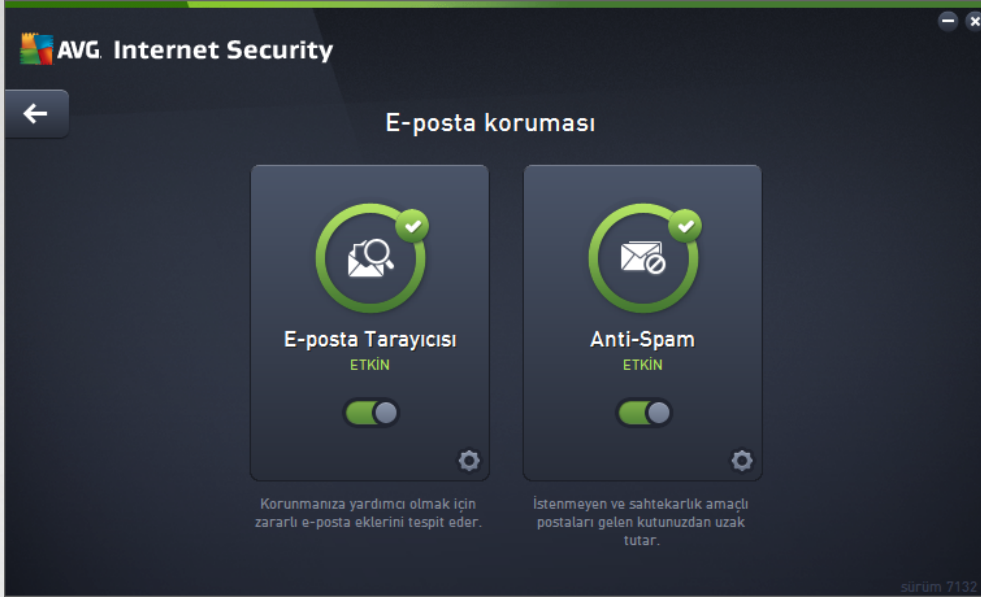 AVG Internet Security
E-posta koruması
E-posta Tarayıcısı
ETKİN
Korunmanıza yardımcı olmak için
zararlı e-posta eklerini tespit eder.
Anti-Spam
ETKİN
İstenmeyen ve sahtekarlık amaçlı
postaları gelen kutunuzdan uzak
tutar.
sürüm 7132